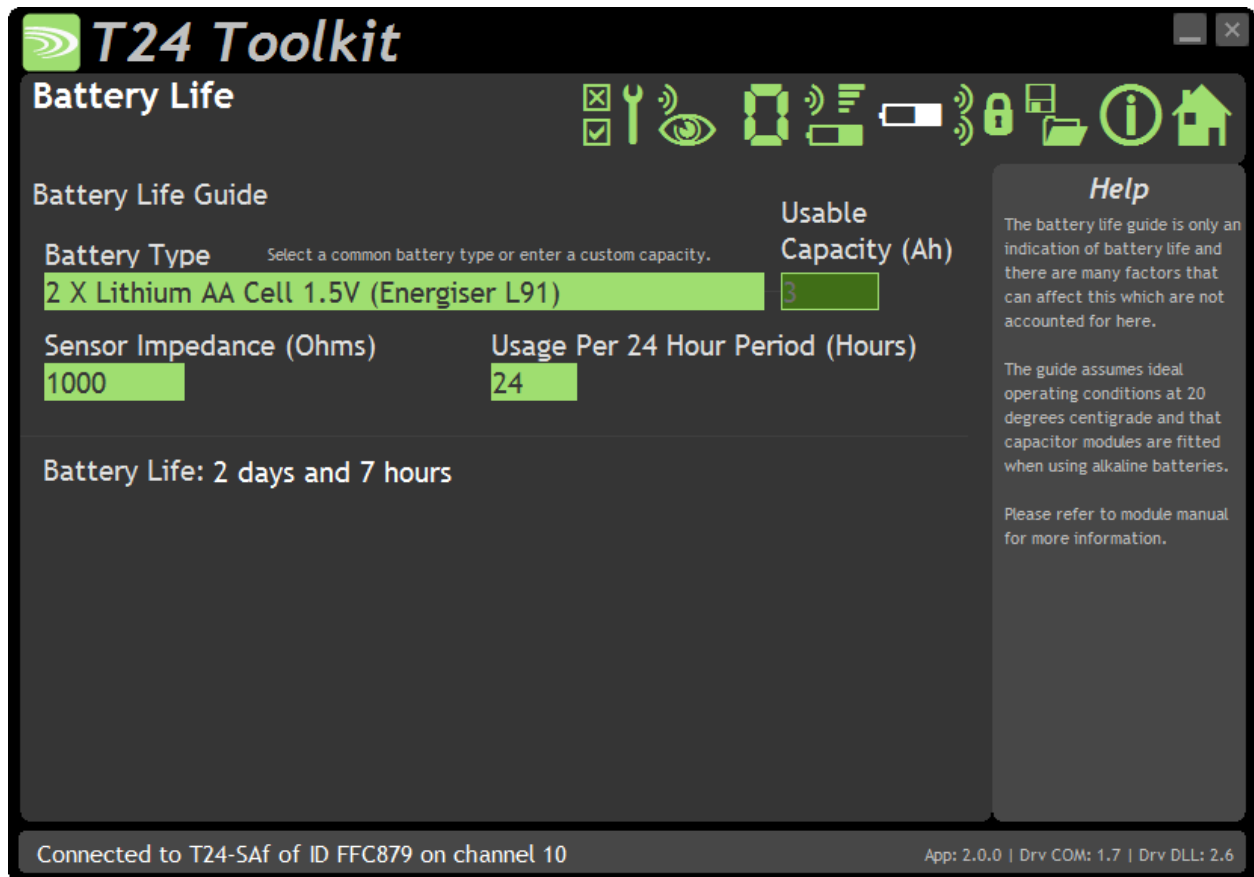 T24 Toolkit
Battery Life
Battery Life Guide
Usable
Capacity (Ah)
Battery Type
Select a common battery type or enter a custom capacity.
2 X Lithium AA Cell 1.5V (Energiser L91)
3
Sensor Impedance (Ohms)
Usage Per 24 Hour Period (Hours)
1000
24
Battery Life: 2 days and 7 hours
Help
The battery life guide is only an
indication of battery life and
there are many factors that
can affect this which are not
accounted for here.
The guide assumes ideal
operating conditions at 20
degrees centigrade and that
capacitor modules are fitted
when using alkaline batteries.
Please refer to module manual
for more information.
Connected to T24-SAf of ID FFC879 on channel 10
App: 2.0.0 | Drv COM: 1.7 | Drv DLL: 2.6